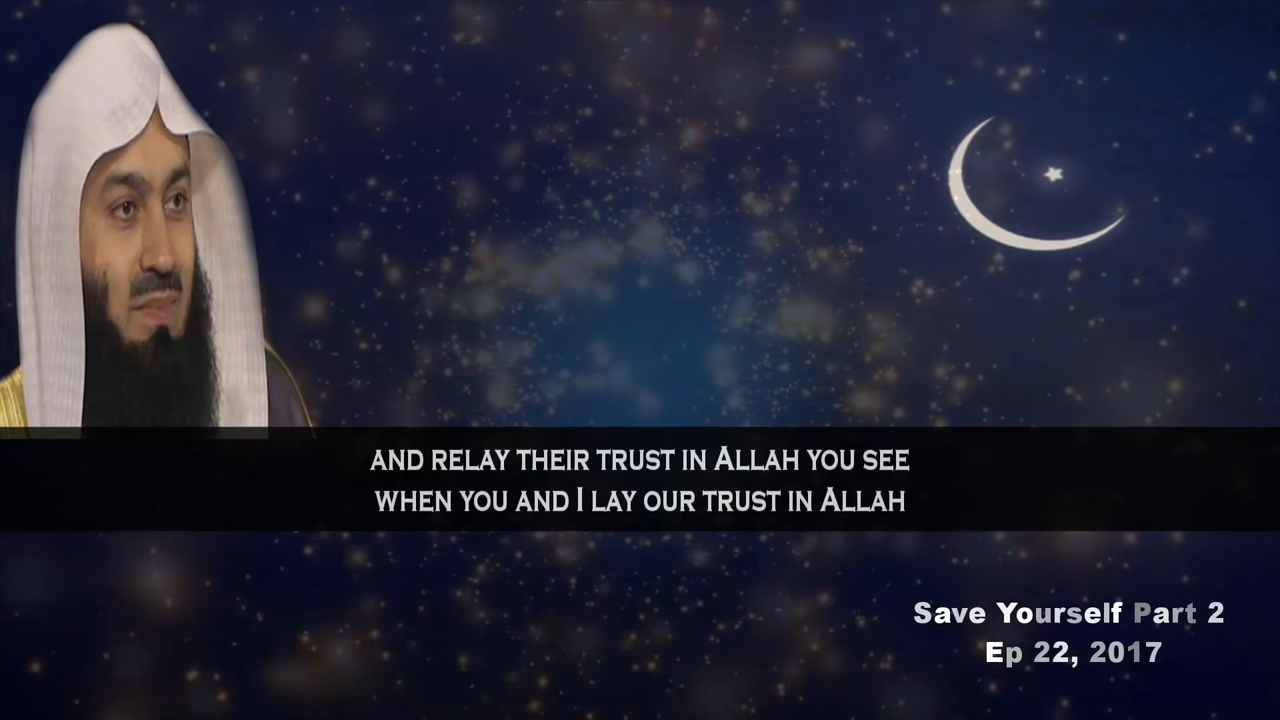 AND RELAY THEIR TRUST IN ALLAH YOU SEE
WHEN YOU AND I LAY OUR TRUST IN ALLAH
Save Yourself Part 2
Ep 22, 2017